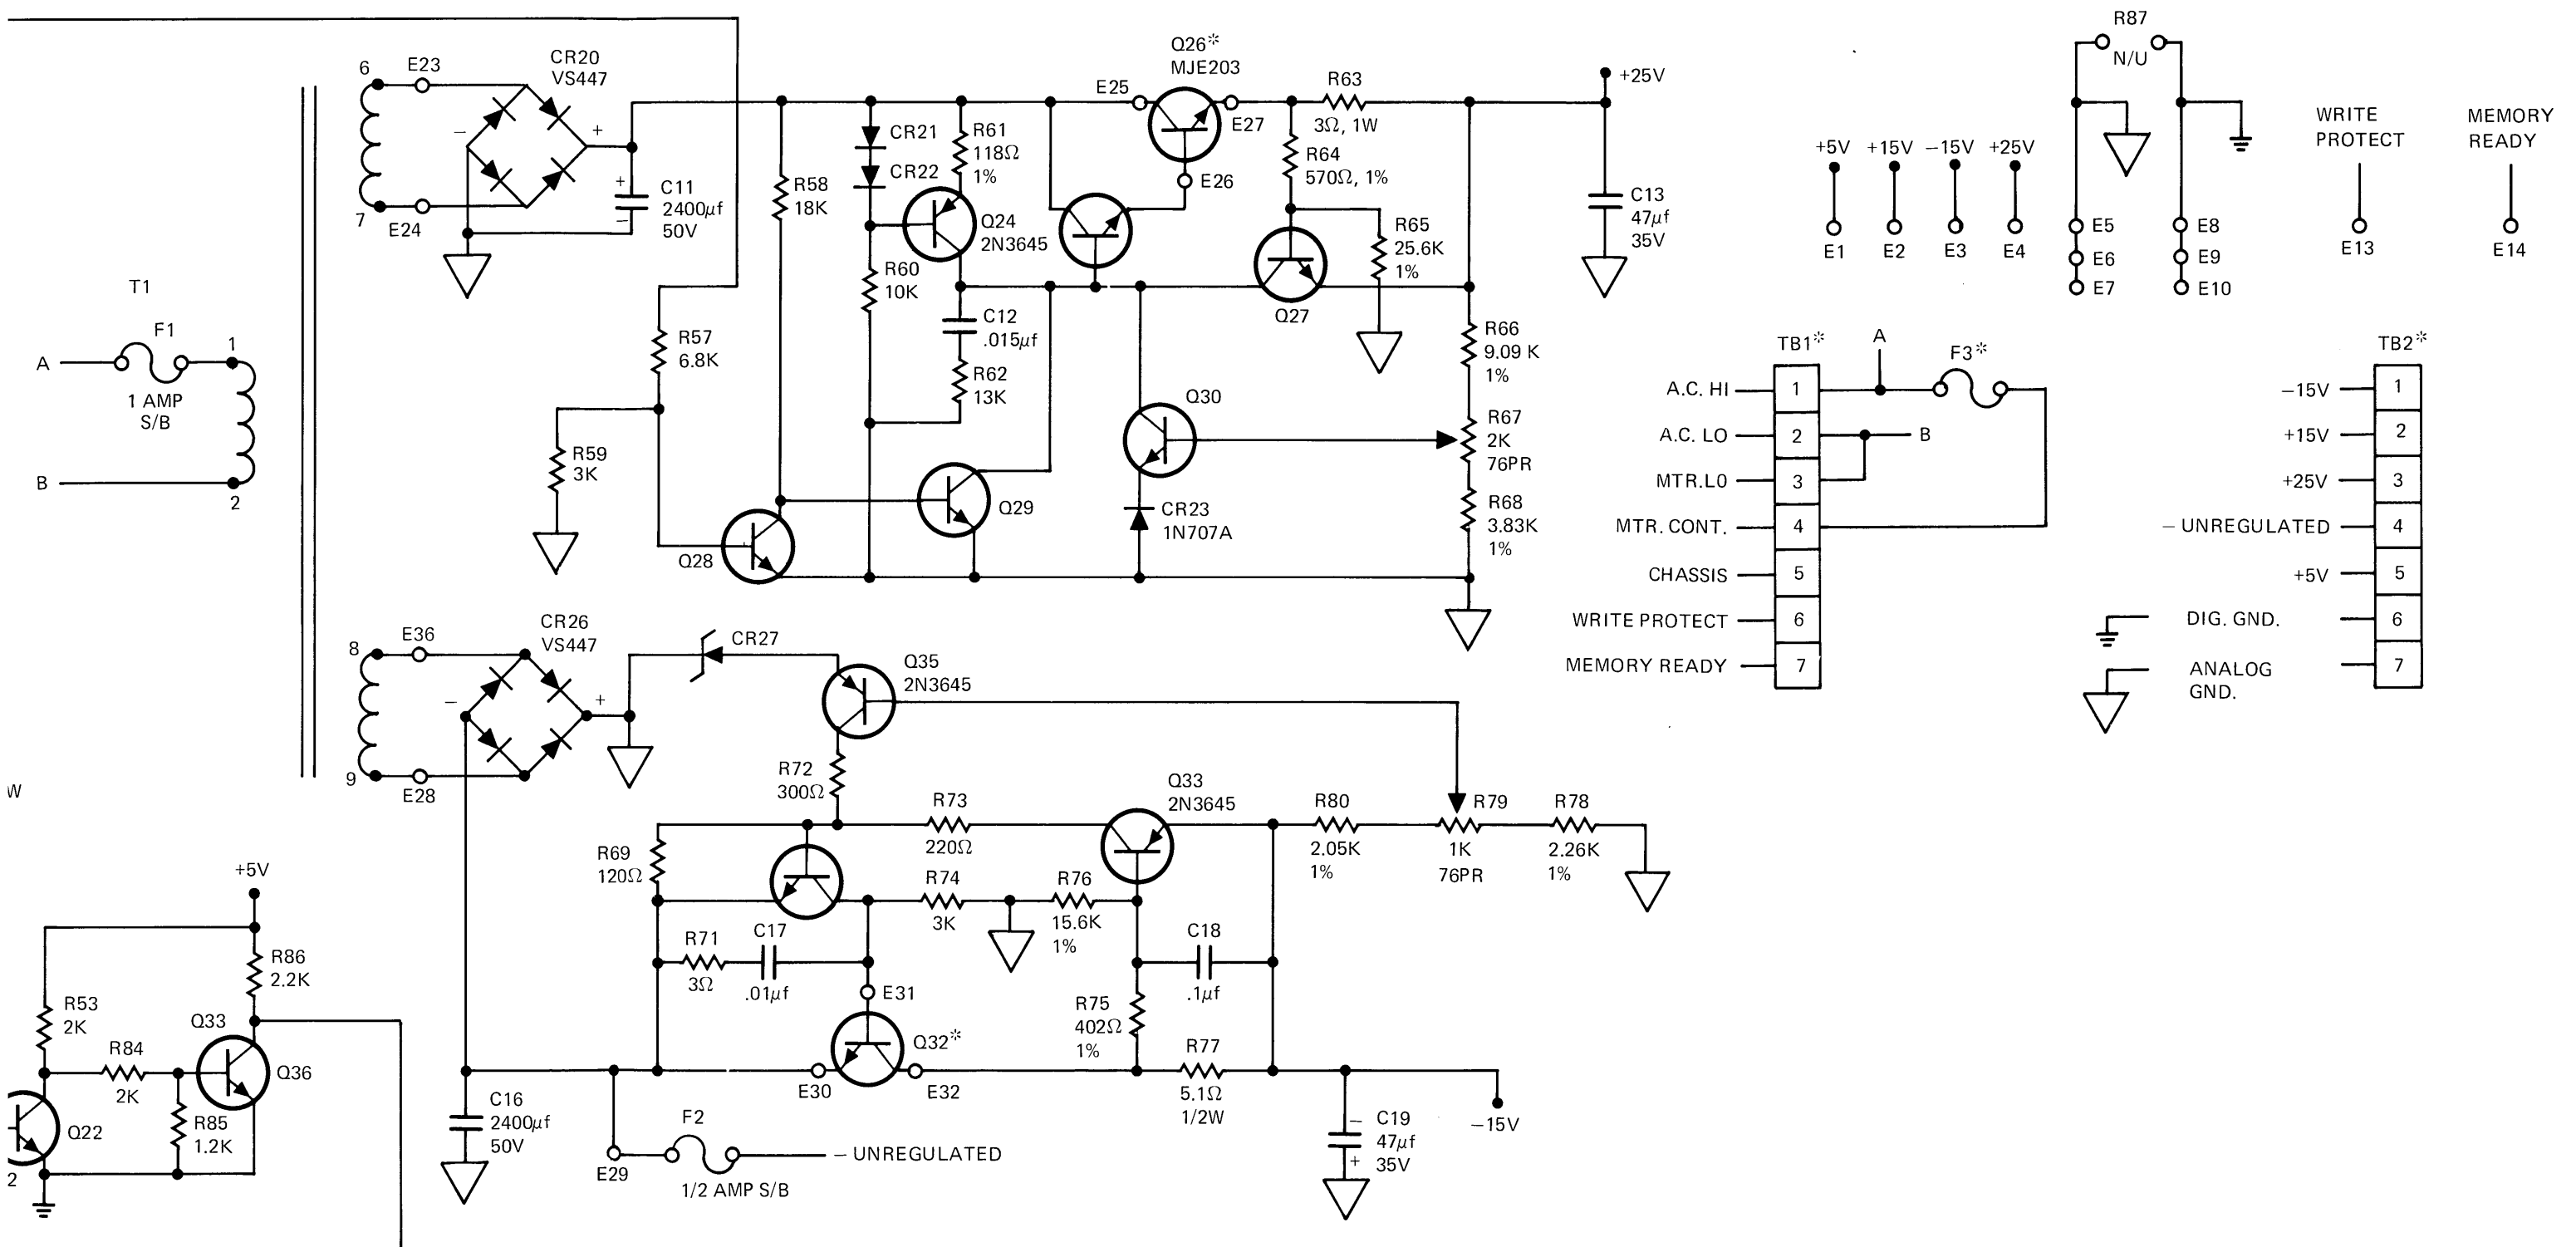 6
E23
CR20
VS447
−
+
7
E24
+
C11
2400μf
50V
−
R58
18K
CR21
CR22
R61
118Ω
1%
Q24
2N3645
R60
10K
E25
Q26*
MJE203
E27
E26
R63
3Ω, 1W
R64
570Ω, 1%
R65
25.6K
1%
+25V
C13
47μf
35V
Q27
C12
.015μf
R62
13K
R57
6.8K
R59
3K
Q28
Q29
Q30
CR23
1N707A
R66
9.09 K
1%
R67
2K
76PR
R68
3.83K
1%
T1
F1
1
A
1 AMP
S/B
B
2
R87
N/U
+5V
+15V
−15V
+25V
E1
E2
E3
E4
E5
E6
E7
E8
E9
E10
WRITE
PROTECT
E13
MEMORY
READY
E14
TB1*
A
F3*
A.C. HI
1
A.C. LO
2
B
MTR.L0
3
MTR. CONT.
4
CHASSIS
5
WRITE PROTECT
6
MEMORY READY
7
TB2*
−15V
1
+15V
2
+25V
3
− UNREGULATED
4
+5V
5
DIG. GND.
6
ANALOG
GND.
7
8
E36
CR26
VS447
−
+
9
E28
CR27
Q35
2N3645
R72
300Ω
R69
120Ω
R73
220Ω
Q33
2N3645
R80
2.05K
1%
R79
1K
76PR
R78
2.26K
1%
R74
3K
R76
15.6K
1%
R71
3Ω
C17
.01μf
E31
C18
.1μf
R75
402Ω
1%
Q32*
E30
E32
R77
5.1Ω
1/2W
C16
2400μf
50V
E29
F2
1/2 AMP S/B
− UNREGULATED
−
C19
47μf
+
35V
−15V
W
+5V
R86
2.2K
R53
2K
Q33
R84
2K
Q36
R85
1.2K
Q22
2